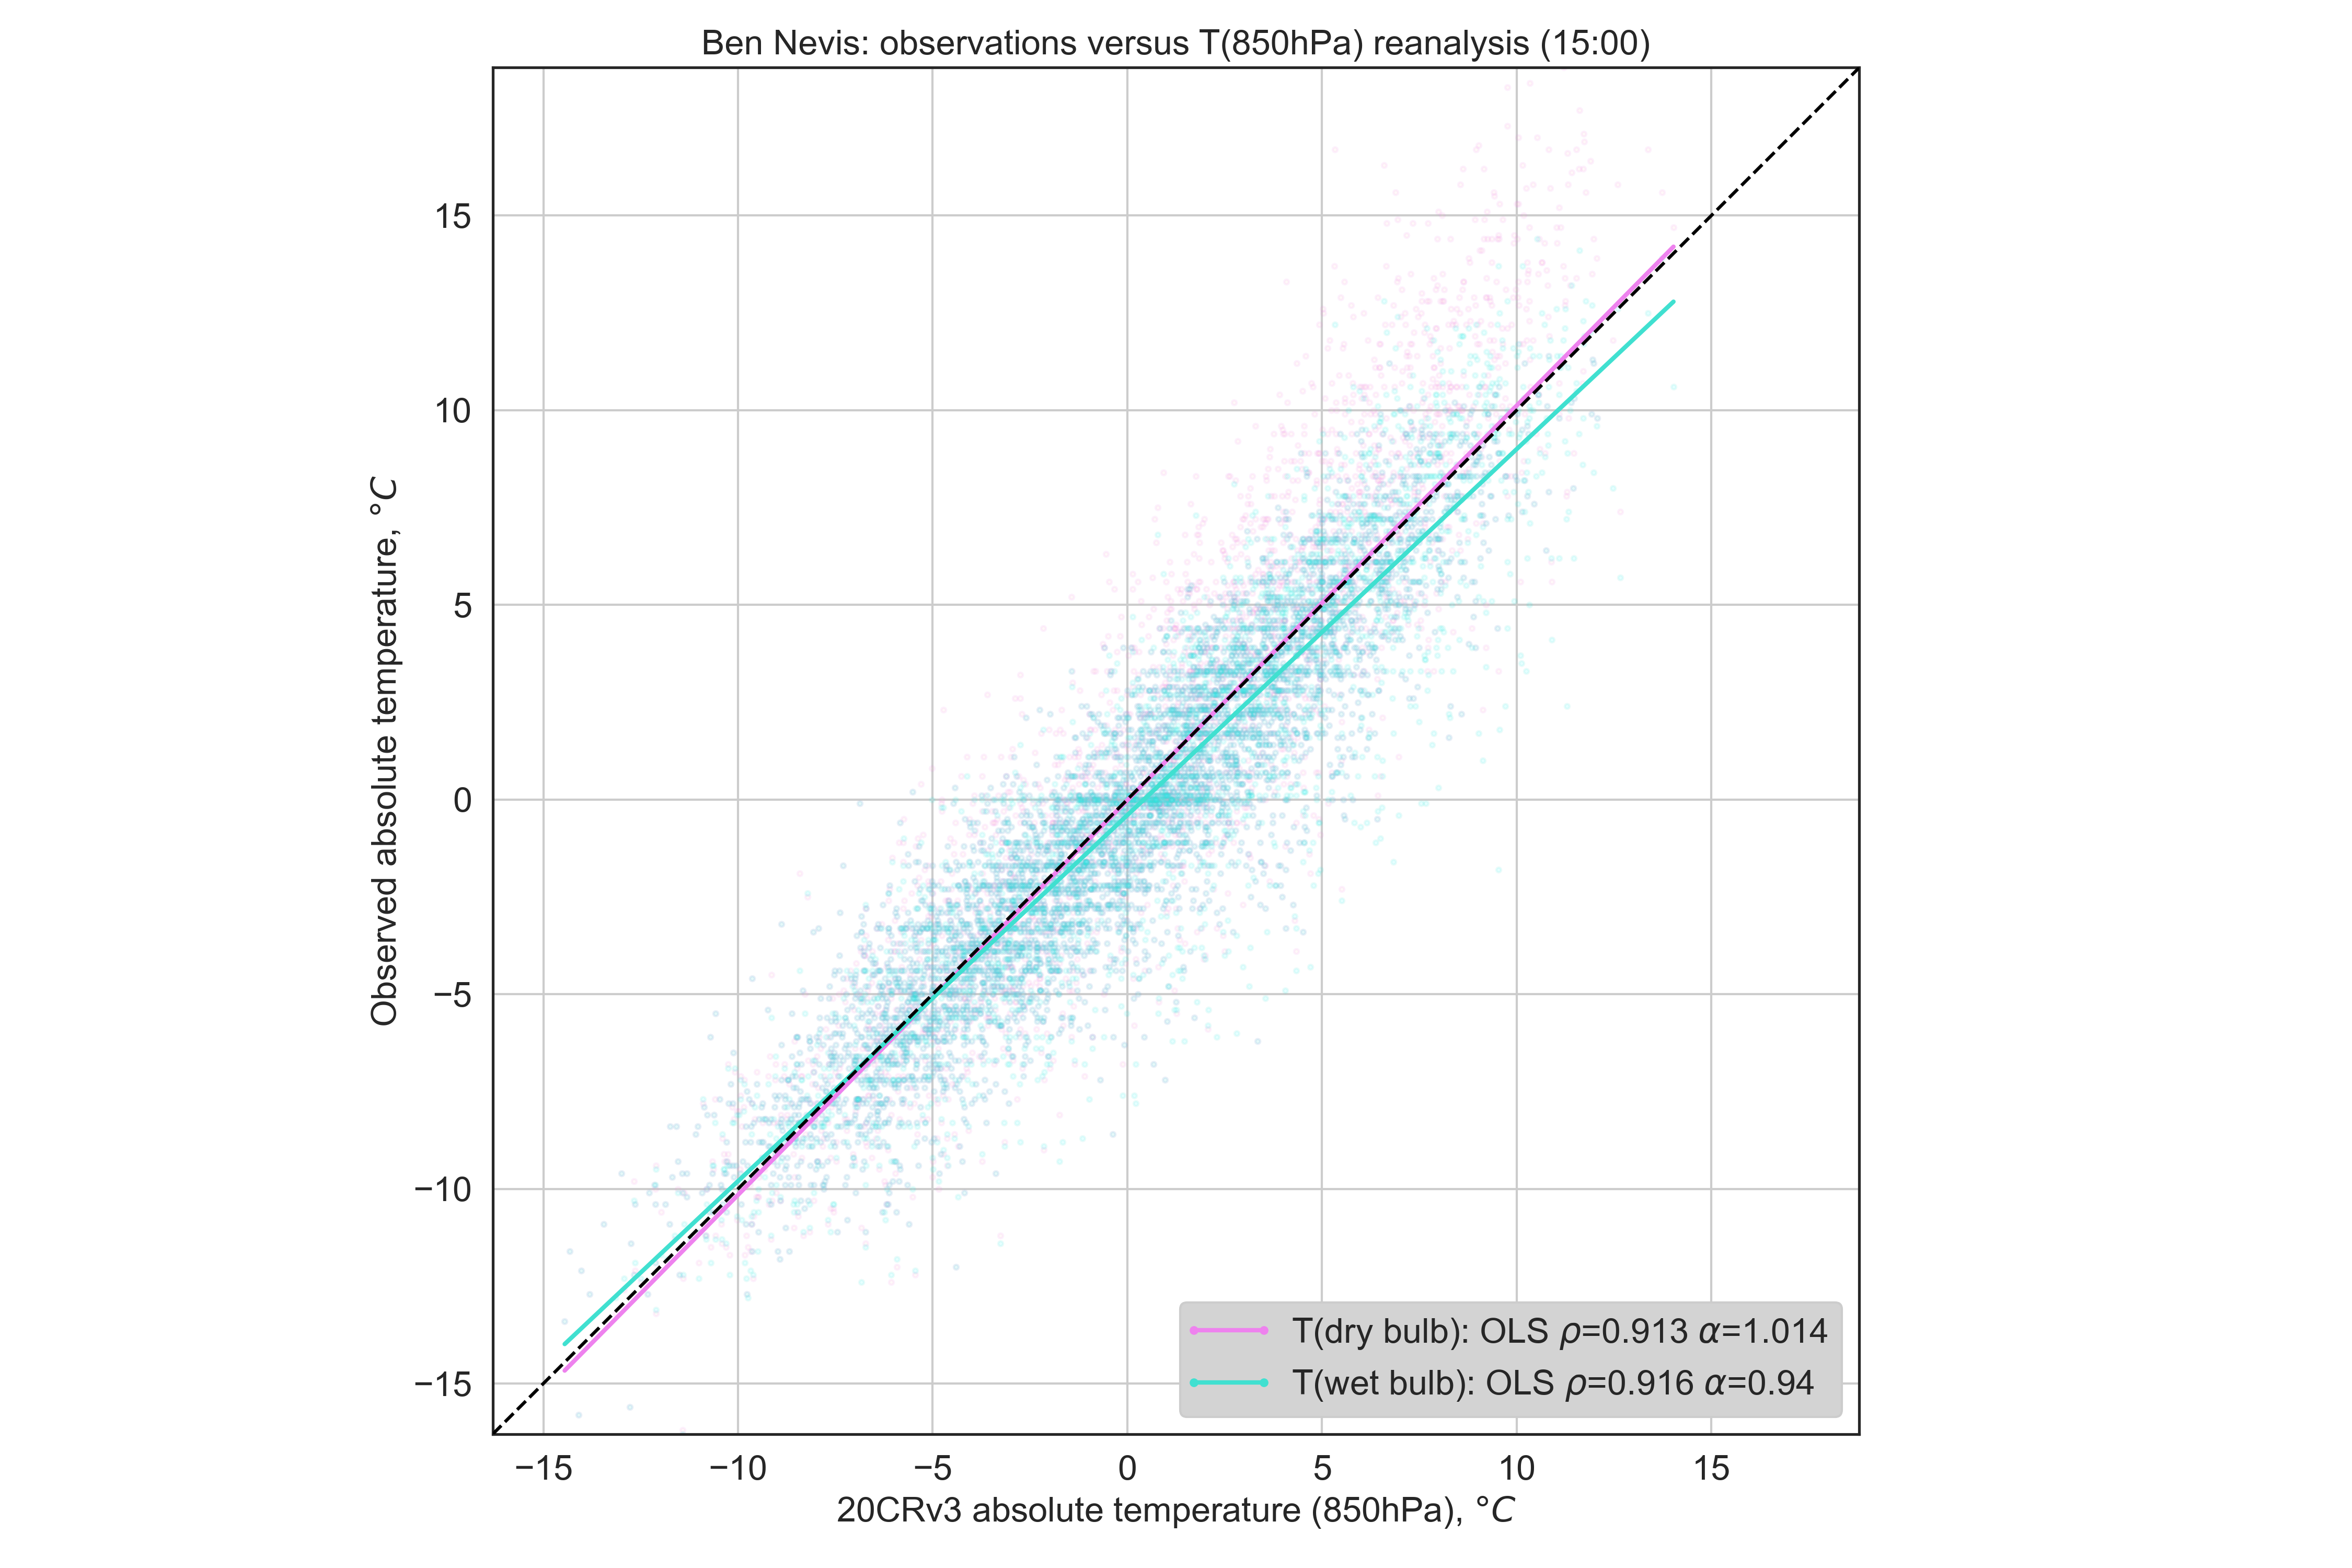 Ben Nevis: observations versus T(850hPa) reanalysis (15:00)
Observed absolute temperature, °C
15
10
5
0
−5
−10
−15
−15 −10 −5 0 5 10 15
20CRv3 absolute temperature (850hPa), °C
T(dry bulb): OLS ρ=0.913 α=1.014
T(wet bulb): OLS ρ=0.916 α=0.94